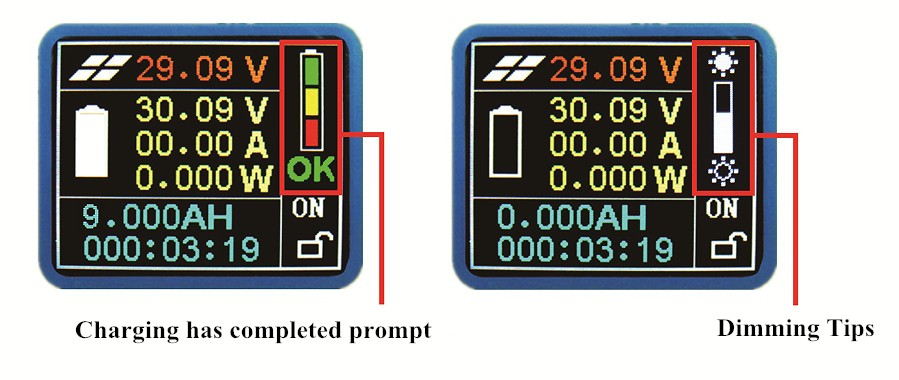 29.09 V
30.09 V
00.00 A
0.000 W
OK
9.000AH
000:03:19
ON
29.09 V
30.09 V
00.00 A
0.000 W
0.000AH
000:03:19
ON
Charging has completed prompt
Dimming Tips